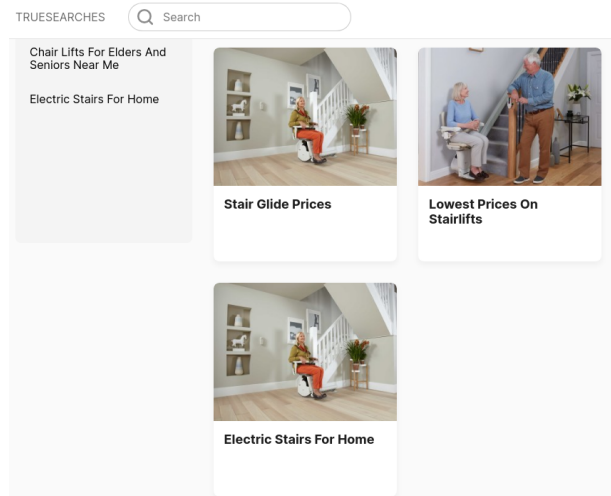 TRUESEARCHES
Search
Chair Lifts For Elders And
Seniors Near Me
Electric Stairs For Home
Stair Glide Prices
Lowest Prices On
Stairlifts
Electric Stairs For Home